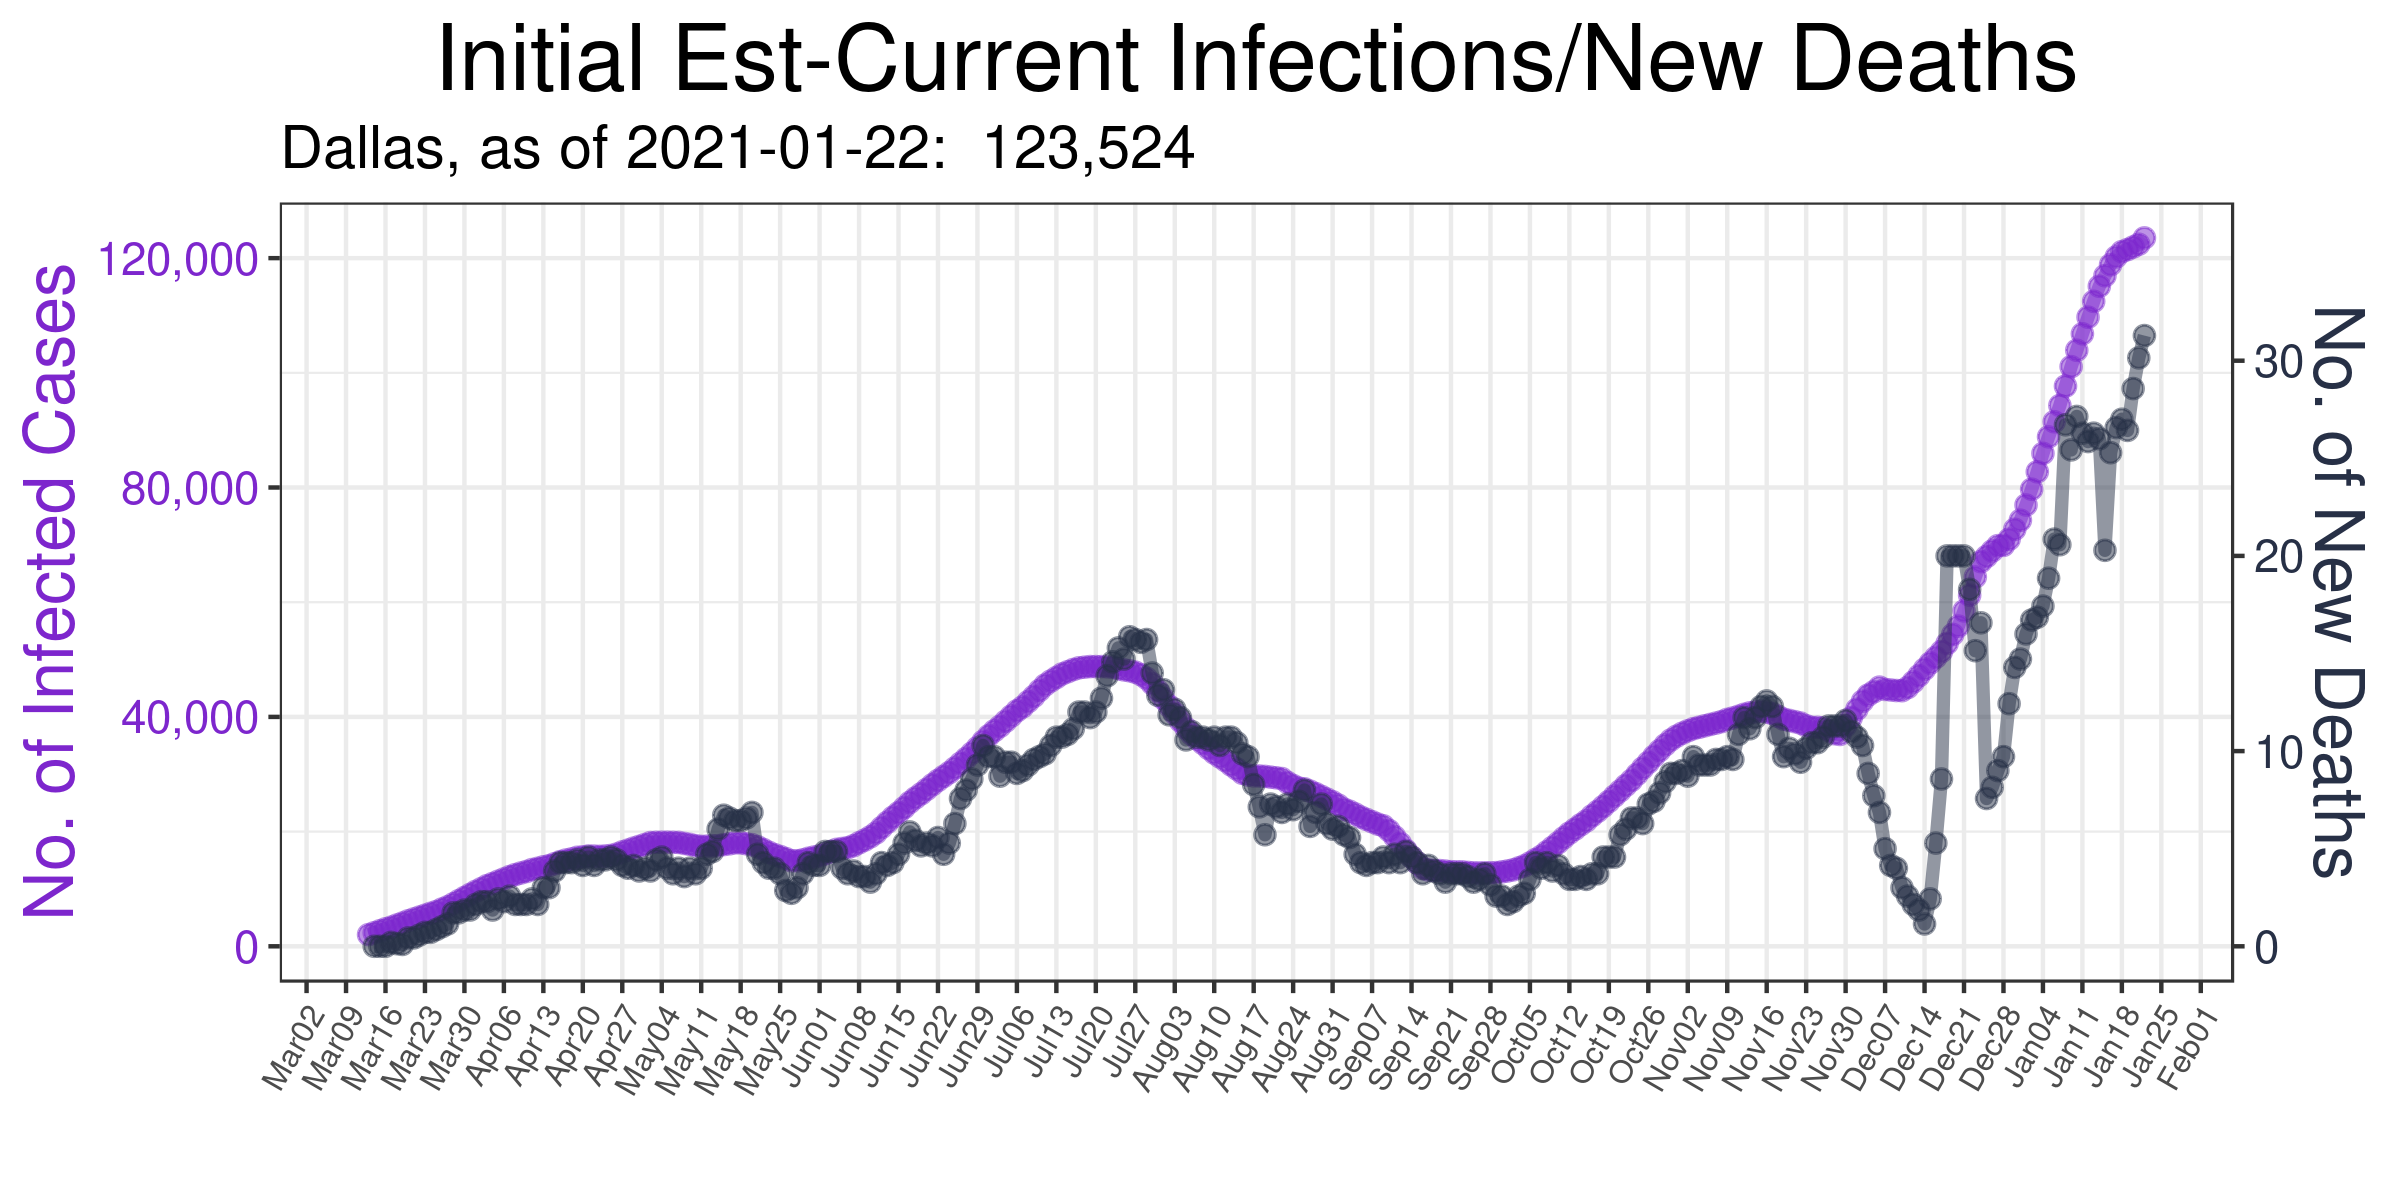 Initial Est-Current Infections/New Deaths
Dallas, as of 2021-01-22:  123,524
No. of Infected Cases
120,000
80,000
40,000
0
30
20
10
0
No. of New Deaths
Mar02
Mar09
Mar16
Mar23
Mar30
Apr06
Apr13
Apr20
Apr27
May04
May11
May18
May25
Jun01
Jun08
Jun15
Jun22
Jun29
Jul06
Jul13
Jul20
Jul27
Aug03
Aug10
Aug17
Aug24
Aug31
Sep07
Sep14
Sep21
Sep28
Oct05
Oct12
Oct19
Oct26
Nov02
Nov09
Nov16
Nov23
Nov30
Dec07
Dec14
Dec21
Dec28
Jan04
Jan11
Jan18
Jan25
Feb01